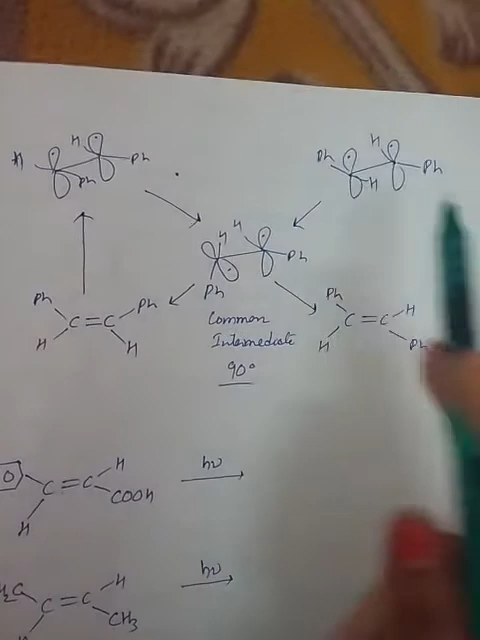 H H Ph
Ph
Ph H Ph
H
H H
Ph
Ph
Common
Intermediate
90°
Ph C=C Ph
H H
Ph C=C H
H Ph
C=C H COOH
H
hν
C=C H CH3
hν